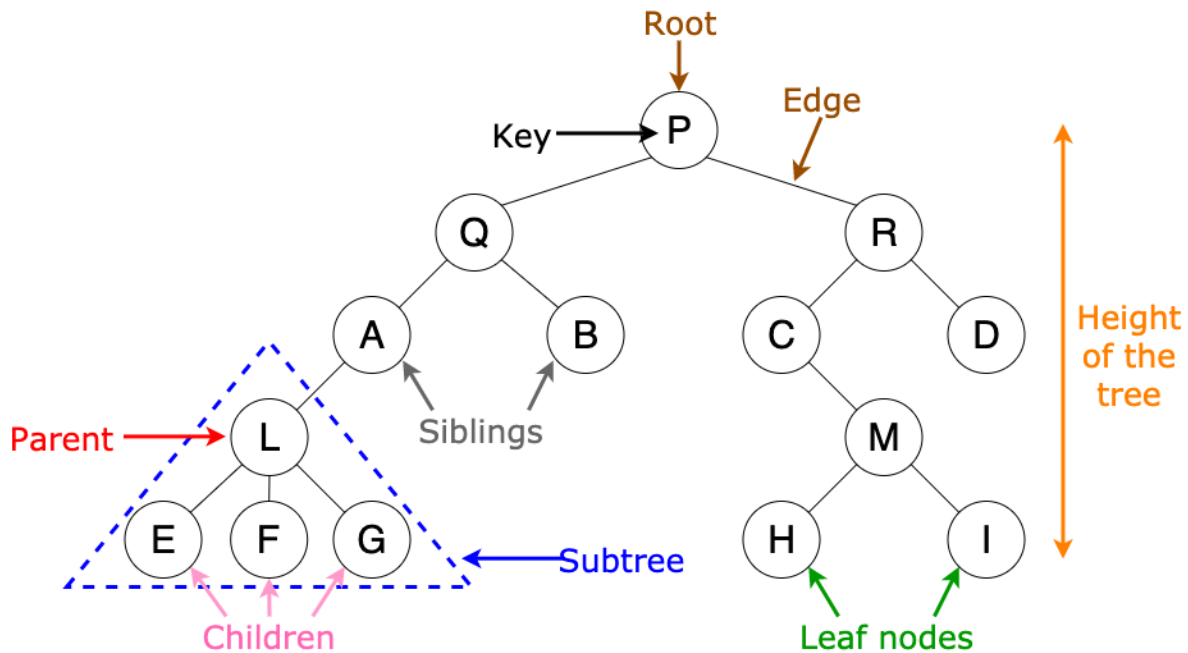 Root
Edge
Key
P
Q
R
A
B
C
D
Height
of the
tree
Siblings
Parent
L
M
E
F
G
H
I
Subtree
Children
Leaf nodes